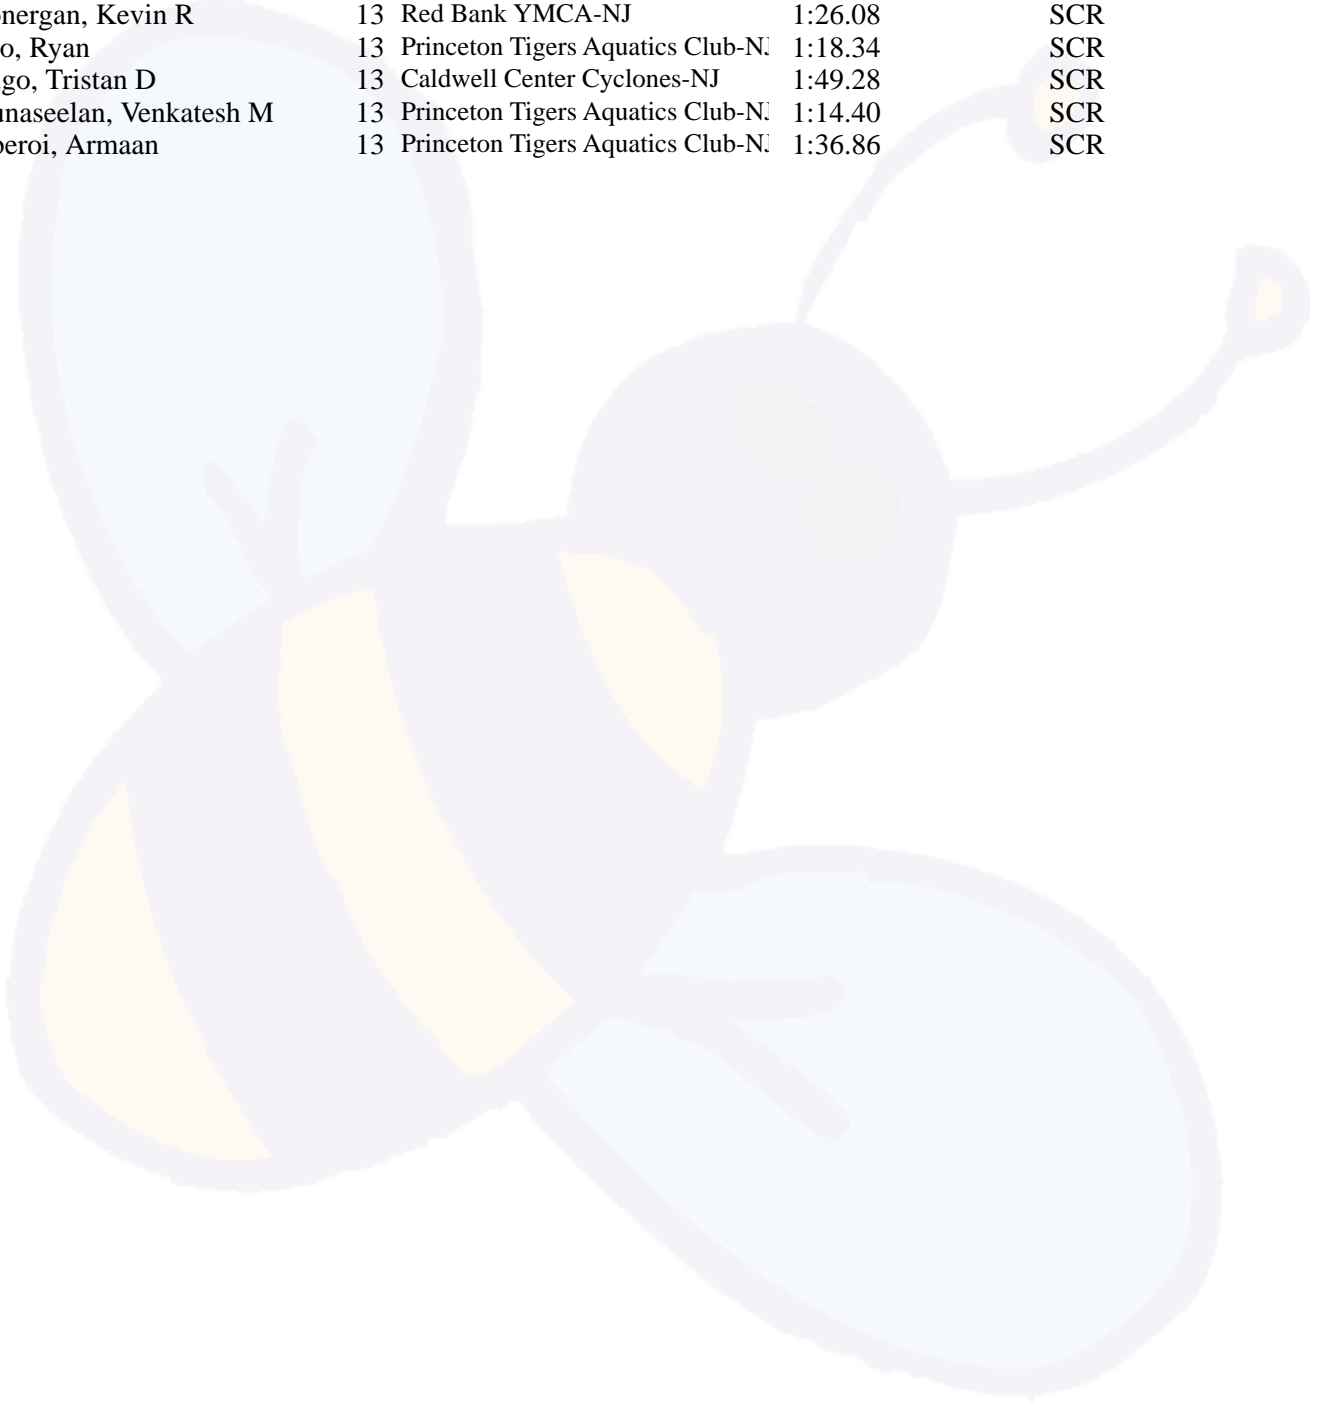 nergan, Kevin R 13 Red Bank YMCA-NJ 1:26.08 SCR
o, Ryan 13 Princeton Tigers Aquatics Club-NJ 1:18.34 SCR
go, Tristan D 13 Caldwell Center Cyclones-NJ 1:49.28 SCR
unaseelan, Venkatesh M 13 Princeton Tigers Aquatics Club-NJ 1:14.40 SCR
eroi, Armaan 13 Princeton Tigers Aquatics Club-NJ 1:36.86 SCR